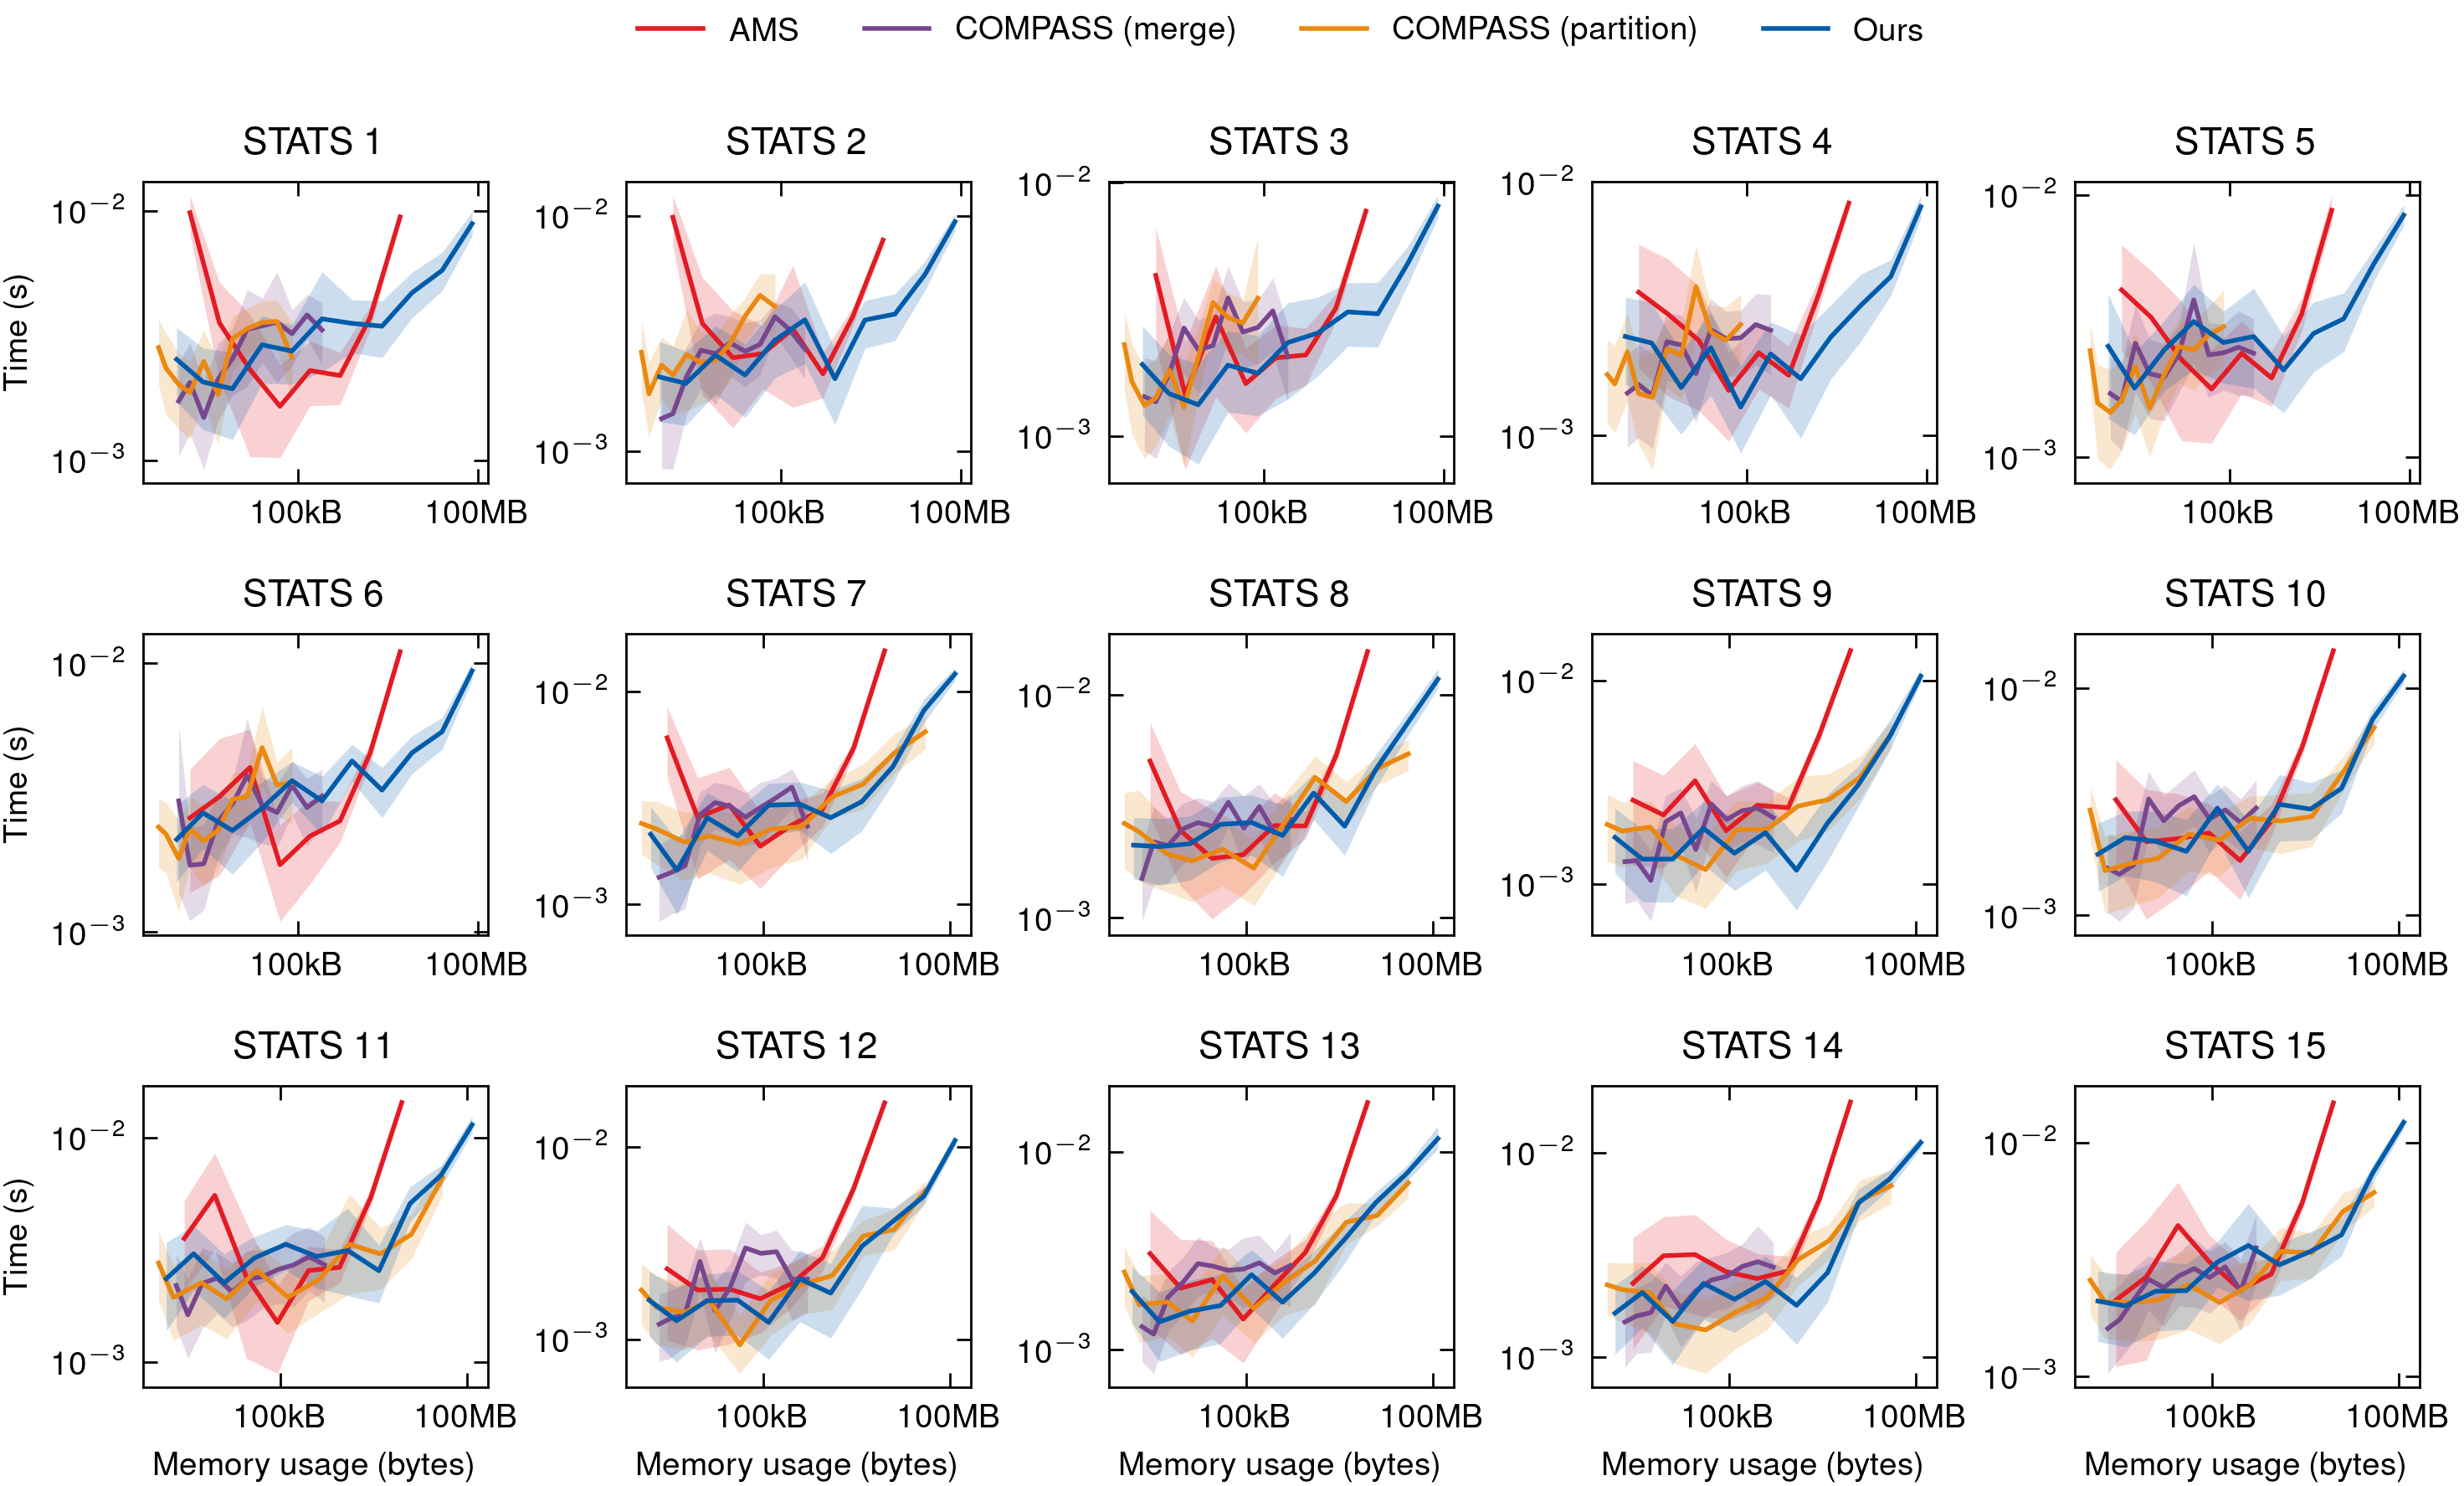 AMS COMPASS (merge) COMPASS (partition) Ours
STATS 1 STATS 2 STATS 3 STATS 4 STATS 5
Time (s)
10⁻² 10⁻² 10⁻² 10⁻² 10⁻²
10⁻³ 10⁻³ 10⁻³ 10⁻³ 10⁻³
100kB 100MB 100kB 100MB 100kB 100MB 100kB 100MB 100kB 100MB
STATS 6 STATS 7 STATS 8 STATS 9 STATS 10
Time (s)
10⁻² 10⁻² 10⁻² 10⁻² 10⁻²
10⁻³ 10⁻³ 10⁻³ 10⁻³ 10⁻³
100kB 100MB 100kB 100MB 100kB 100MB 100kB 100MB 100kB 100MB
STATS 11 STATS 12 STATS 13 STATS 14 STATS 15
Time (s)
10⁻² 10⁻² 10⁻² 10⁻² 10⁻²
10⁻³ 10⁻³ 10⁻³ 10⁻³ 10⁻³
100kB 100MB 100kB 100MB 100kB 100MB 100kB 100MB 100kB 100MB
Memory usage (bytes) Memory usage (bytes) Memory usage (bytes) Memory usage (bytes) Memory usage (bytes)